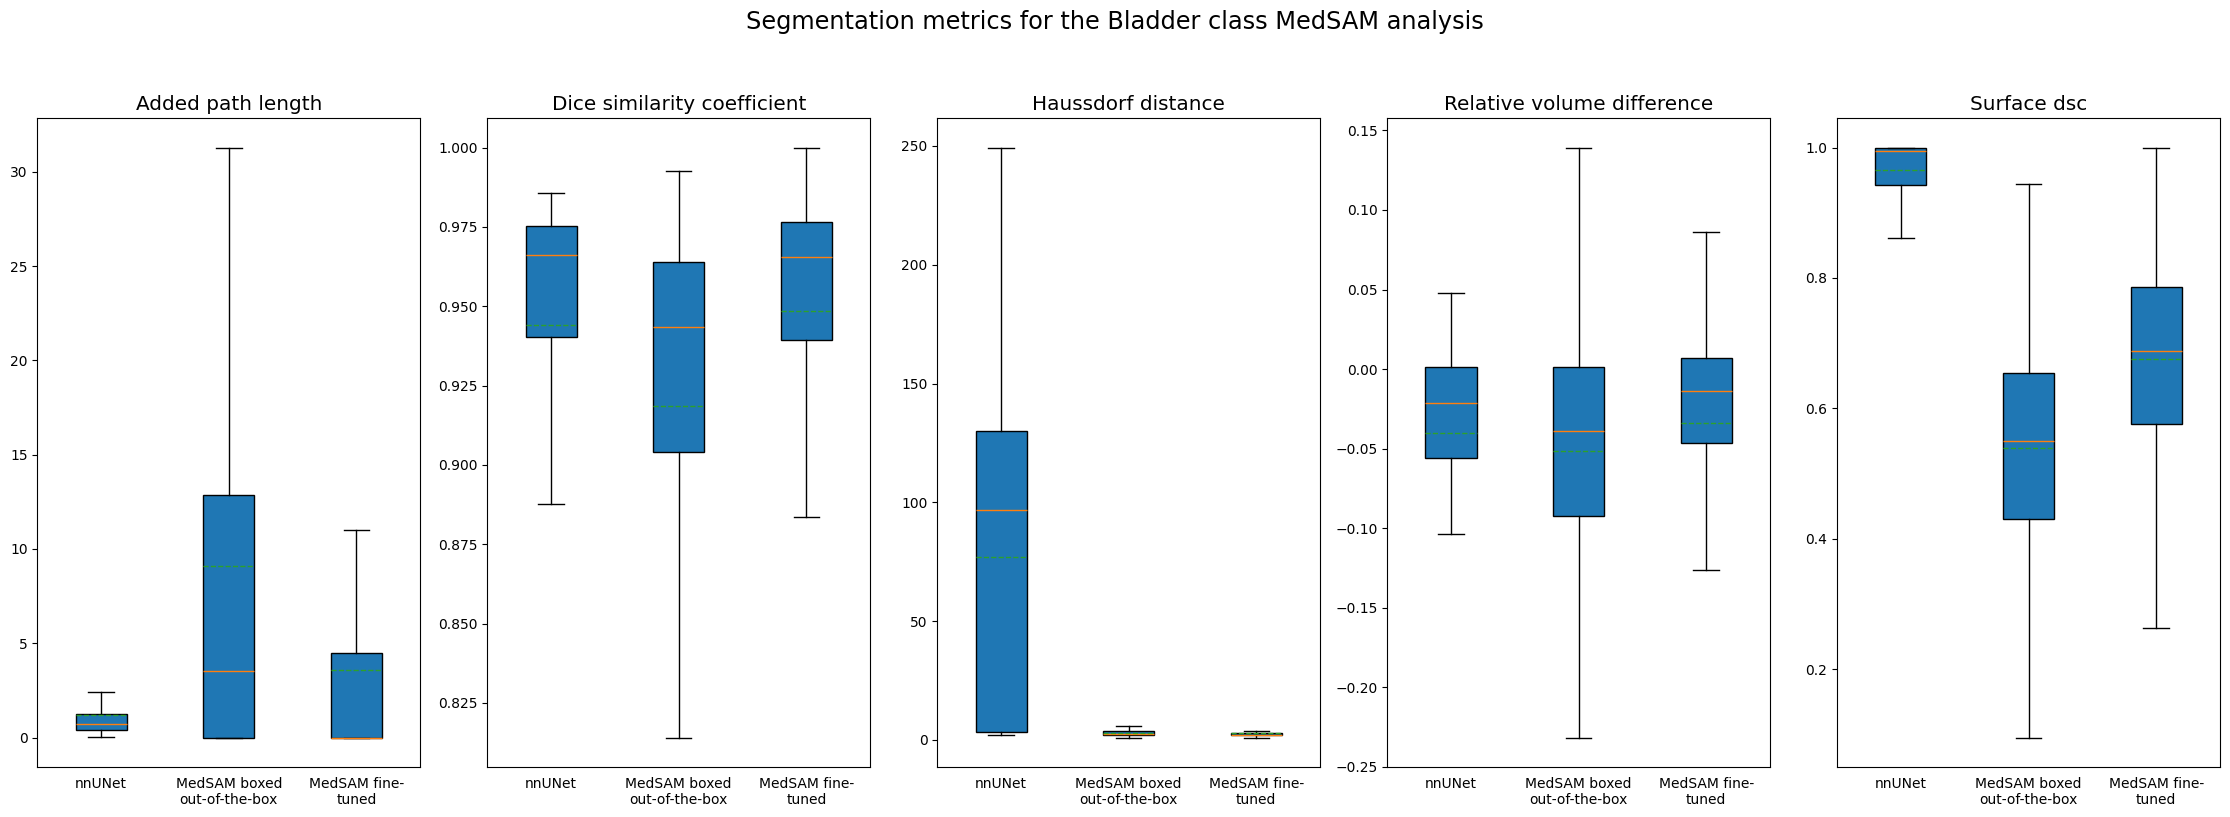 Segmentation metrics for the Bladder class MedSAM analysis
Added path length
30
25
20
15
10
5
0
nnUNet
MedSAM boxed
out-of-the-box
MedSAM fine-
tuned
Dice similarity coefficient
1.000
0.975
0.950
0.925
0.900
0.875
0.850
0.825
nnUNet
MedSAM boxed
out-of-the-box
MedSAM fine-
tuned
Haussdorf distance
250
200
150
100
50
0
nnUNet
MedSAM boxed
out-of-the-box
MedSAM fine-
tuned
Relative volume difference
0.15
0.10
0.05
0.00
−0.05
−0.10
−0.15
−0.20
−0.25
nnUNet
MedSAM boxed
out-of-the-box
MedSAM fine-
tuned
Surface dsc
1.0
0.8
0.6
0.4
0.2
nnUNet
MedSAM boxed
out-of-the-box
MedSAM fine-
tuned